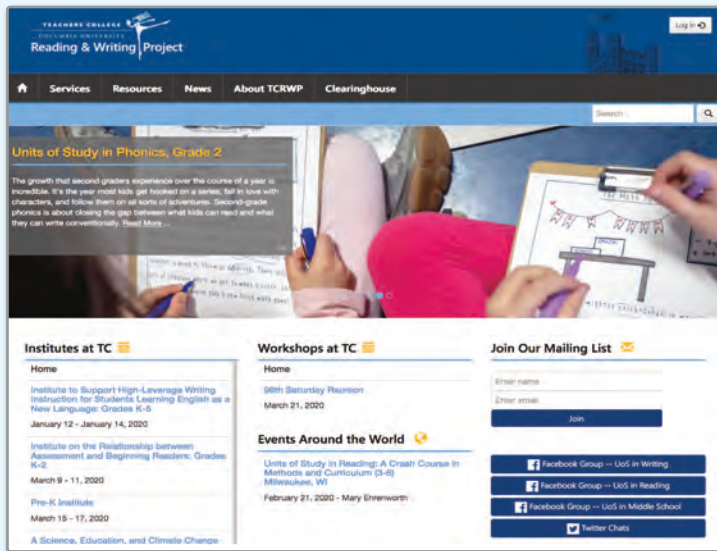 TEACHERS COLLEGE
COLUMBIA UNIVERSITY
Reading & Writing Project
Log in
Services Resources News About TCRWP Clearinghouse
Search ...
Units of Study in Phonics, Grade 2
The growth that second graders experience over the course of a year is
incredible. It's the year most kids get hooked on a series, fall in love with
characters, and follow them on all sorts of adventures. Second-grade
phonics is about closing the gap between what kids can read and what
they can write conventionally. Read More ...
Institutes at TC
Home
Institute to Support High-Leverage Writing
Instruction for Students Learning English as a
New Language: Grades K-5
January 12 - January 14, 2020
Institute on the Relationship between
Assessment and Beginning Readers: Grades
K-2
March 9 - 11, 2020
Pre-K Institute
March 15 - 17, 2020
A Science, Education, and Climate Change
Workshops at TC
Home
98th Saturday Reunion
March 21, 2020
Events Around the World
Units of Study in Reading: A Crash Course in
Methods and Curriculum (3-6)
Milwaukee, WI
February 21, 2020 - Mary Ehrenworth
Join Our Mailing List
Enter name
Enter email
Join
Facebook Group -- UoS in Writing
Facebook Group -- UoS in Reading
Facebook Group -- UoS in Middle School
Twitter Chats